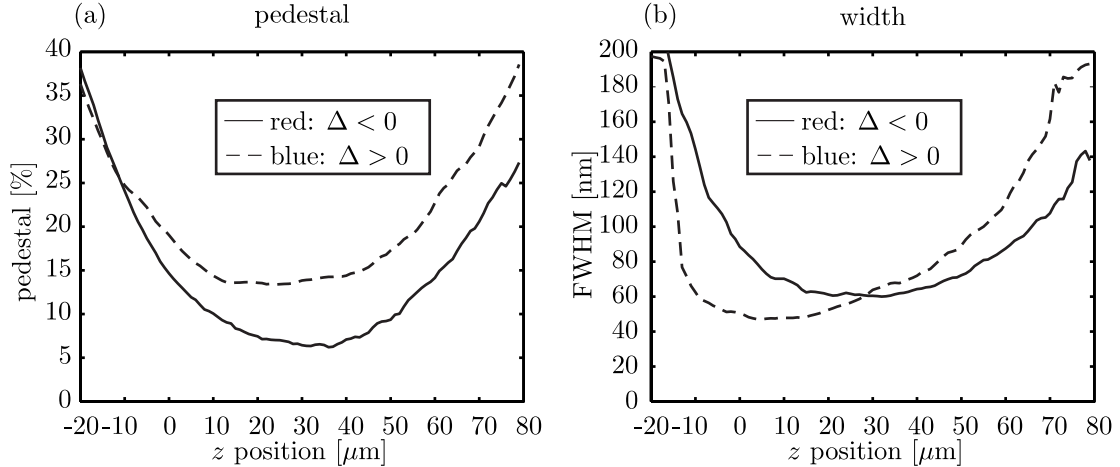 (a) pedestal
40
35
30
25
20
15
10
5
0
pedestal [%]
red: Δ < 0
blue: Δ > 0
-20 -10 0 10 20 30 40 50 60 70 80
z position [μm]
(b) width
200
180
160
140
120
100
80
60
40
20
0
FWHM [nm]
red: Δ < 0
blue: Δ > 0
-20 -10 0 10 20 30 40 50 60 70 80
z position [μm]